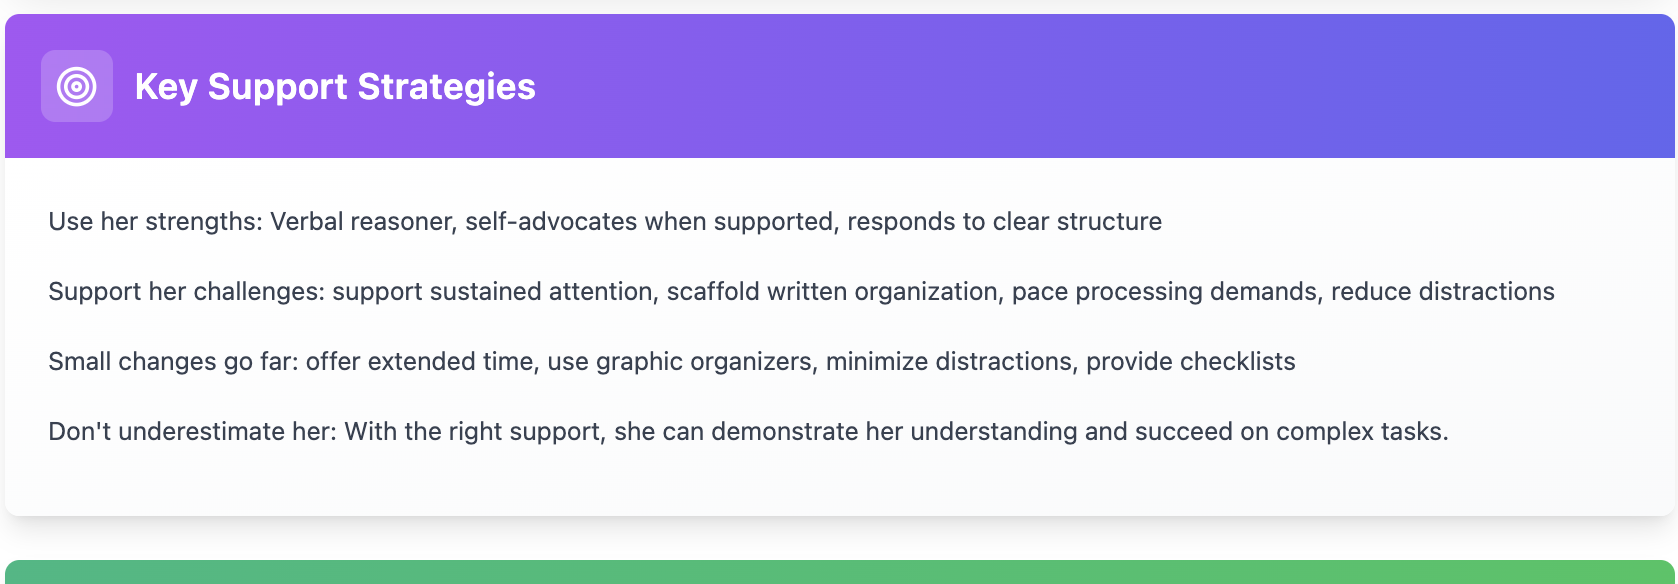 Key Support Strategies
Use her strengths: Verbal reasoner, self-advocates when supported, responds to clear structure
Support her challenges: support sustained attention, scaffold written organization, pace processing demands, reduce distractions
Small changes go far: offer extended time, use graphic organizers, minimize distractions, provide checklists
Don't underestimate her: With the right support, she can demonstrate her understanding and succeed on complex tasks.